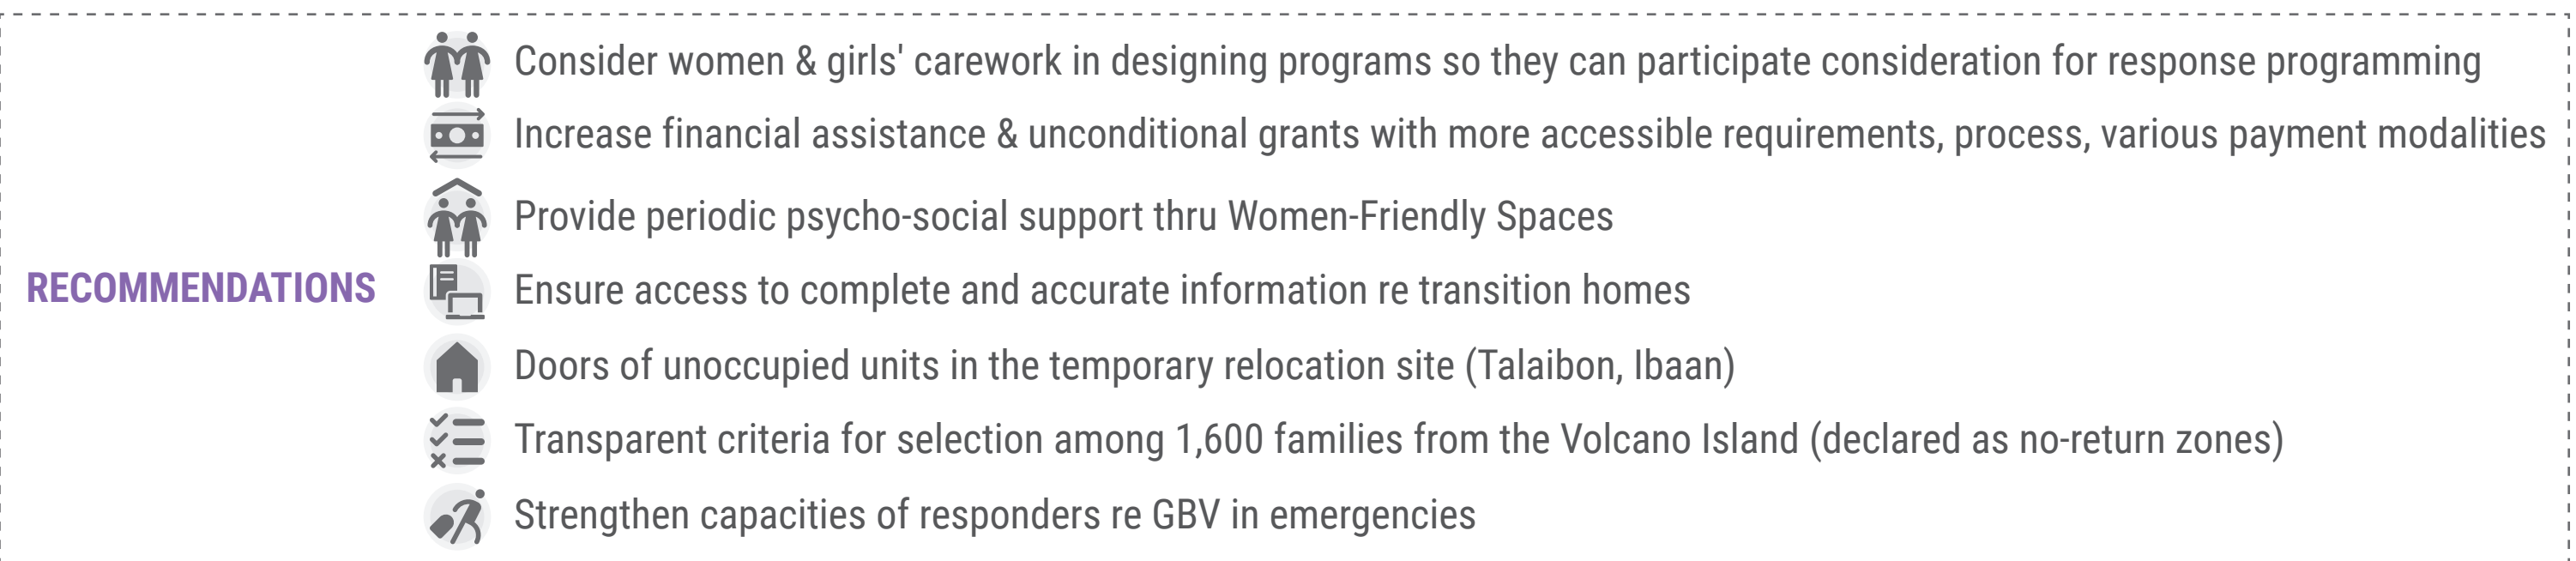 RECOMMENDATIONS
Consider women & girls' carework in designing programs so they can participate consideration for response programming
Increase financial assistance & unconditional grants with more accessible requirements, process, various payment modalities
Provide periodic psycho-social support thru Women-Friendly Spaces
Ensure access to complete and accurate information re transition homes
Doors of unoccupied units in the temporary relocation site (Talaibon, Ibaan)
Transparent criteria for selection among 1,600 families from the Volcano Island (declared as no-return zones)
Strengthen capacities of responders re GBV in emergencies